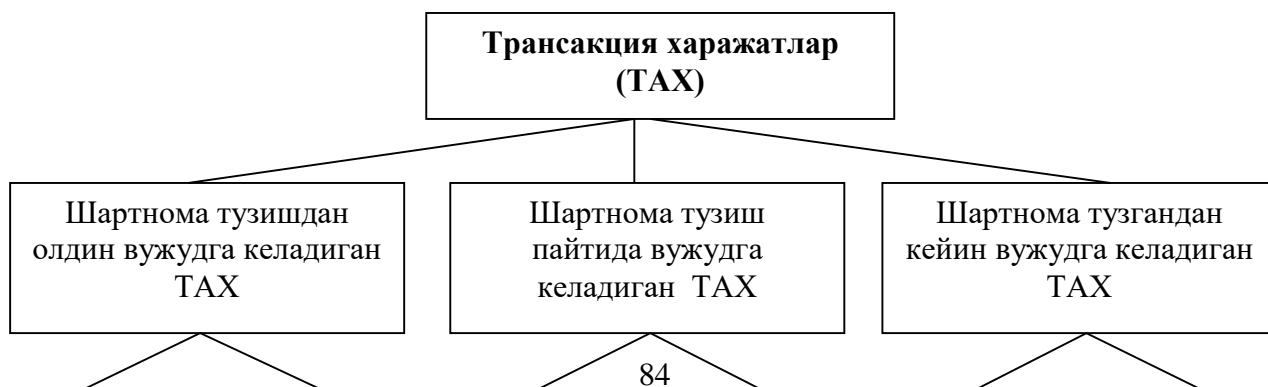 Трансакция харажатлар
(ТАХ)
Шартнома тузишдан
олдин вужудга келадиган
ТАХ
Шартнома тузиш
пайтида вужудга
келадиган ТАХ
Шартнома тузгандан
кейин вужудга келадиган
ТАХ
84